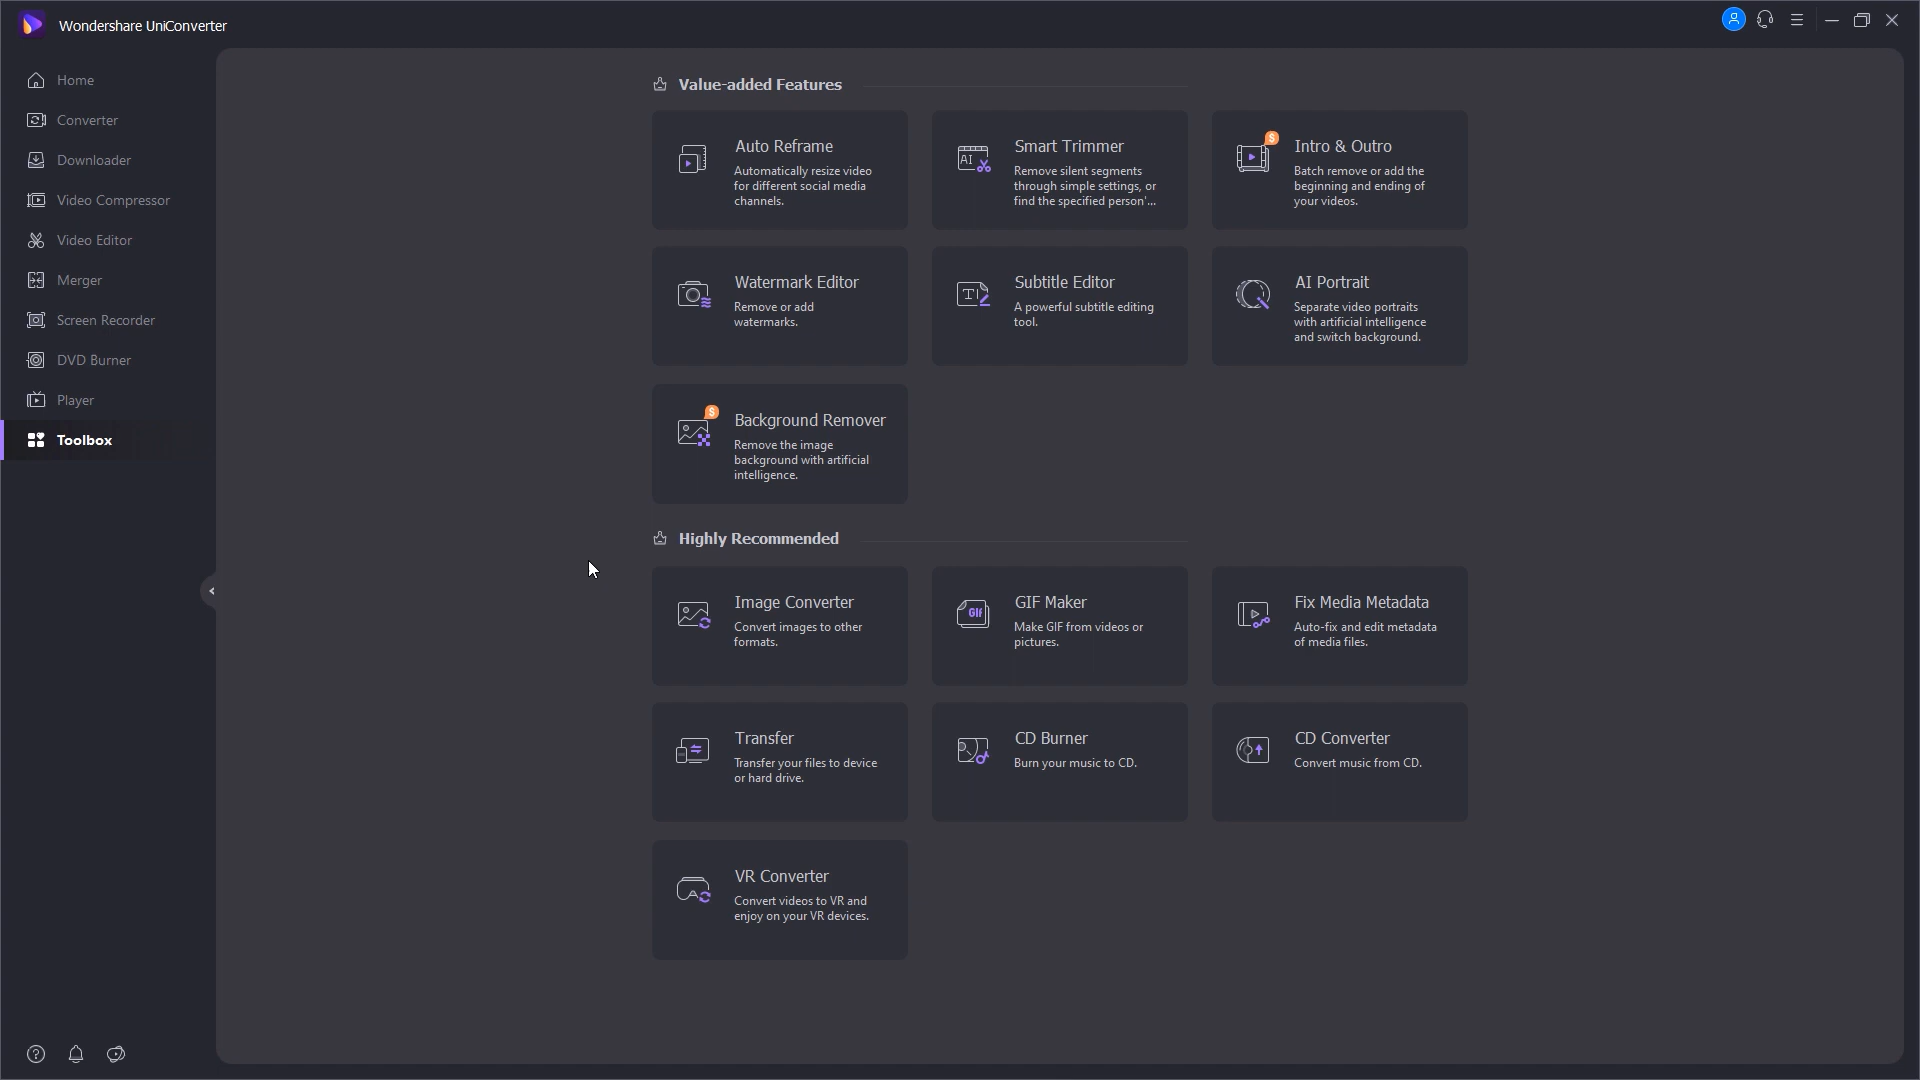 Wondershare UniConverter
Home
Converter
Downloader
Video Compressor
Video Editor
Merger
Screen Recorder
DVD Burner
Player
Toolbox
Value-added Features
Auto Reframe
Automatically resize video
for different social media
channels.
AI
Smart Trimmer
Remove silent segments
through simple settings, or
find the specified person'...
$
Intro & Outro
Batch remove or add the
beginning and ending of
your videos.
Watermark Editor
Remove or add
watermarks.
T
Subtitle Editor
A powerful subtitle editing
tool.
AI Portrait
Separate video portraits
with artificial intelligence
and switch background.
$
Background Remover
Remove the image
background with artificial
intelligence.
Highly Recommended
Image Converter
Convert images to other
formats.
GIF
GIF Maker
Make GIF from videos or
pictures.
Fix Media Metadata
Auto-fix and edit metadata
of media files.
Transfer
Transfer your files to device
or hard drive.
CD Burner
Burn your music to CD.
CD Converter
Convert music from CD.
VR Converter
Convert videos to VR and
enjoy on your VR devices.